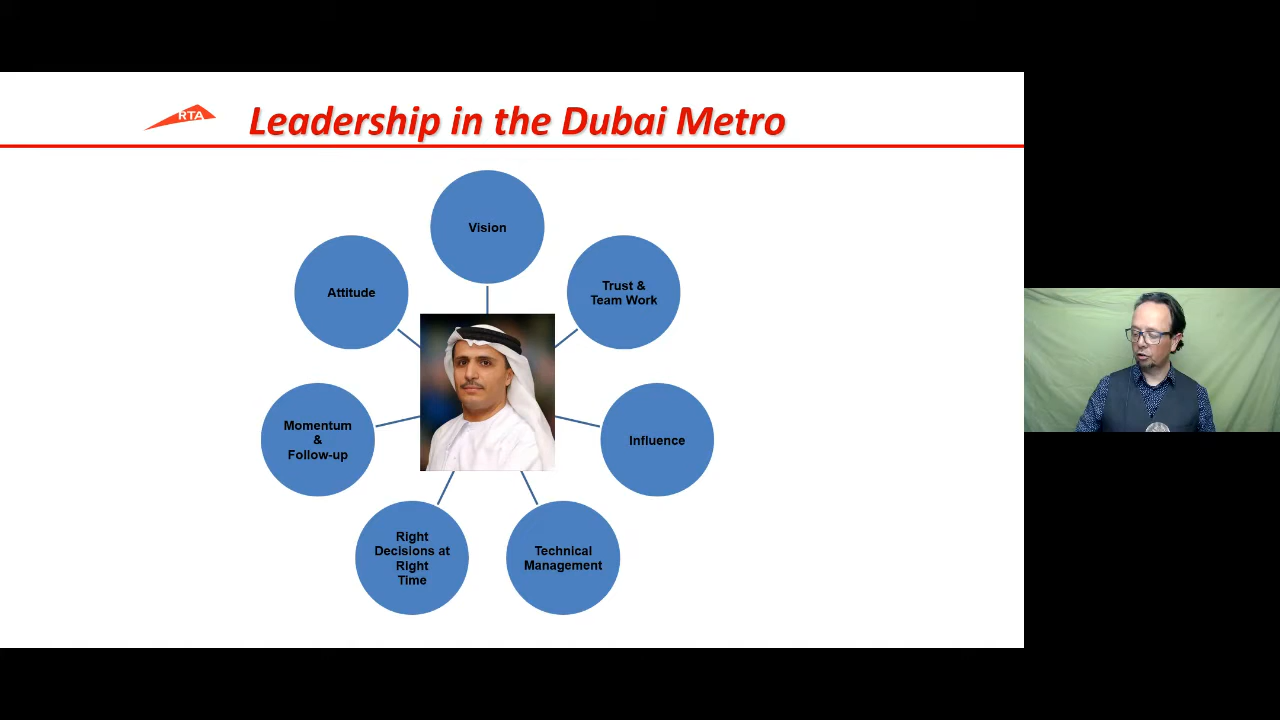 RTA
Leadership in the Dubai Metro
Vision
Trust &
Team Work
Influence
Technical
Management
Right
Decisions at
Right
Time
Momentum
&
Follow-up
Attitude